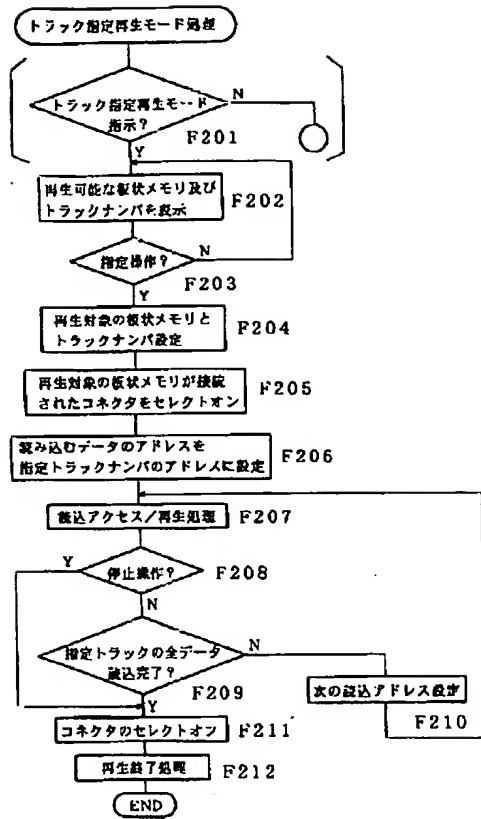 トラック指定再生モード処理
トラック指定再生モード
指示?
N
Y
F201
再生可能な板状メモリ及び
トラックナンバを表示
F202
指定操作?
N
Y
F203
再生対象の板状メモリと
トラックナンバ設定
F204
再生対象の板状メモリが接続
されたコネクタをセレクトオン
F205
読み込むデータのアドレスを
指定トラックナンバのアドレスに設定
F206
読込アクセス/再生処理
F207
停止操作?
Y
N
F208
指定トラックの全データ
読込完了?
N
Y
F209
次の読込アドレス設定
F210
コネクタのセレクトオン
F211
再生終了処理
F212
END